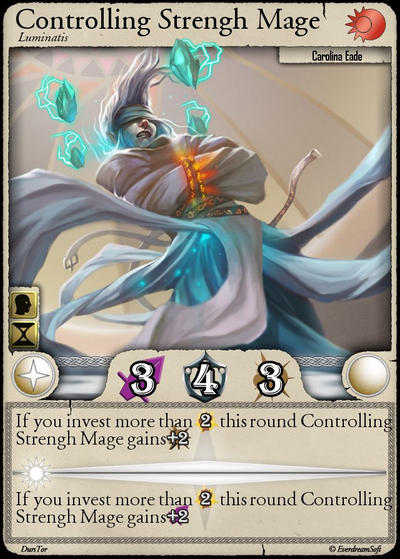 Controlling Strengh Mage
Luminatis
Carolina Eade
3 4 3
If you invest more than 2 this round Controlling
Strengh Mage gains +2
If you invest more than 2 this round Controlling
Strengh Mage gains +2
DursTor © EverdreamSoft